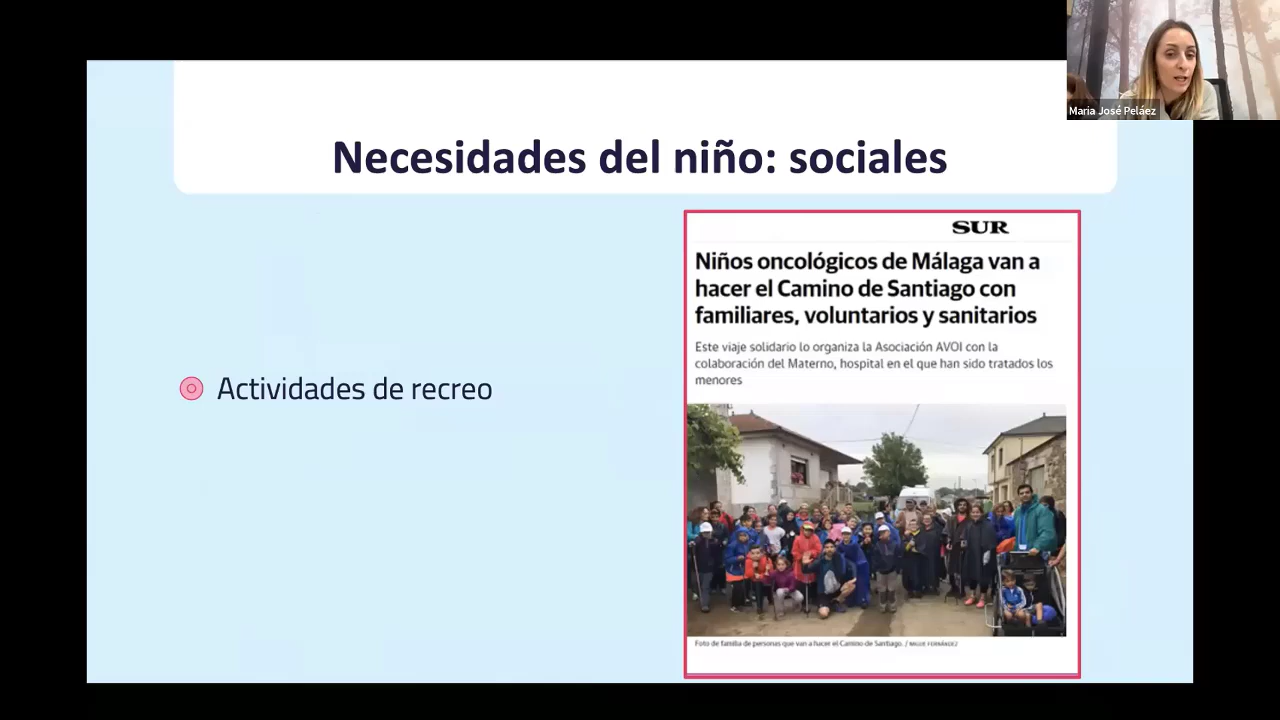 Maria José Peláez
Necesidades del niño: sociales
Actividades de recreo
SUR
Niños oncológicos de Málaga van a
hacer el Camino de Santiago con
familiares, voluntarios y sanitarios
Este viaje solidario lo organiza la Asociación AVOI con la
colaboración del Materno, hospital en el que han sido tratados los
menores
Foto de familia de personas que van a hacer el Camino de Santiago. / FERNÁNDEZ